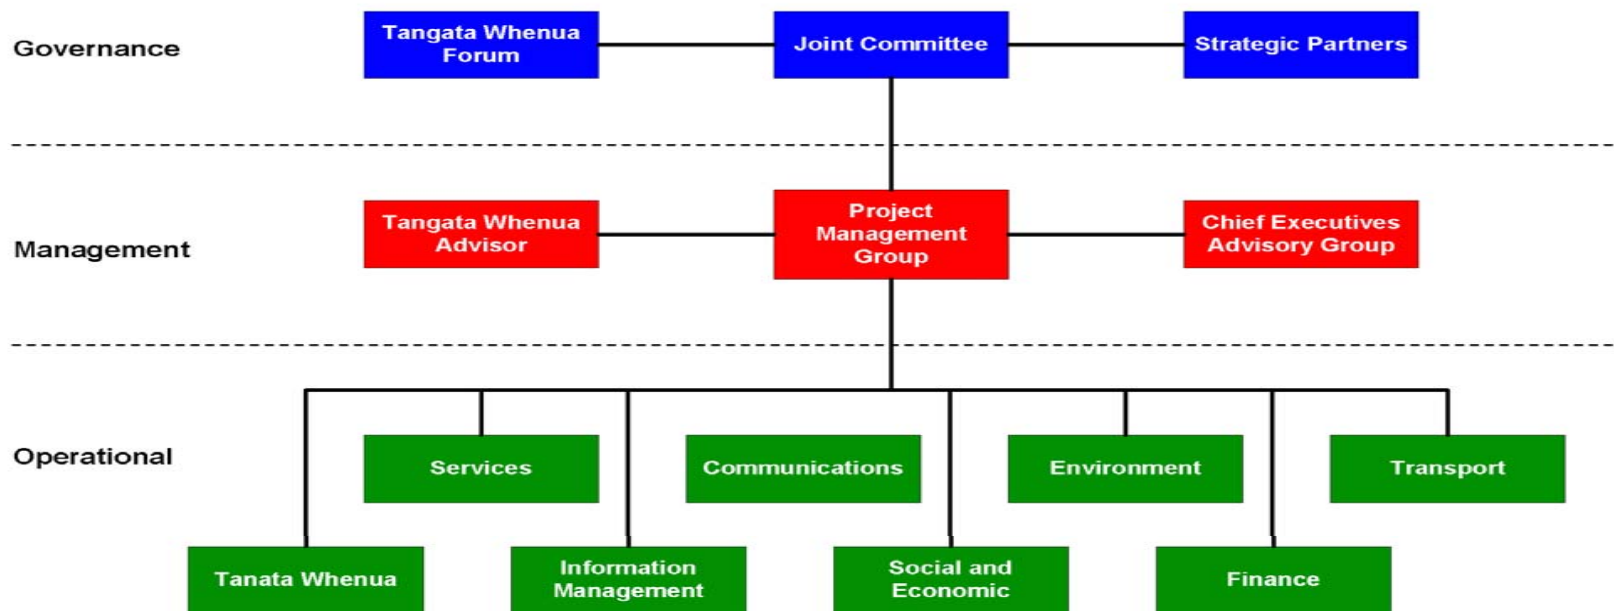 Governance
Tangata Whenua
Forum
Joint Committee
Strategic Partners
Management
Tangata Whenua
Advisor
Project
Management
Group
Chief Executives
Advisory Group
Operational
Services
Communications
Environment
Transport
Tanata Whenua
Information
Management
Social and
Economic
Finance